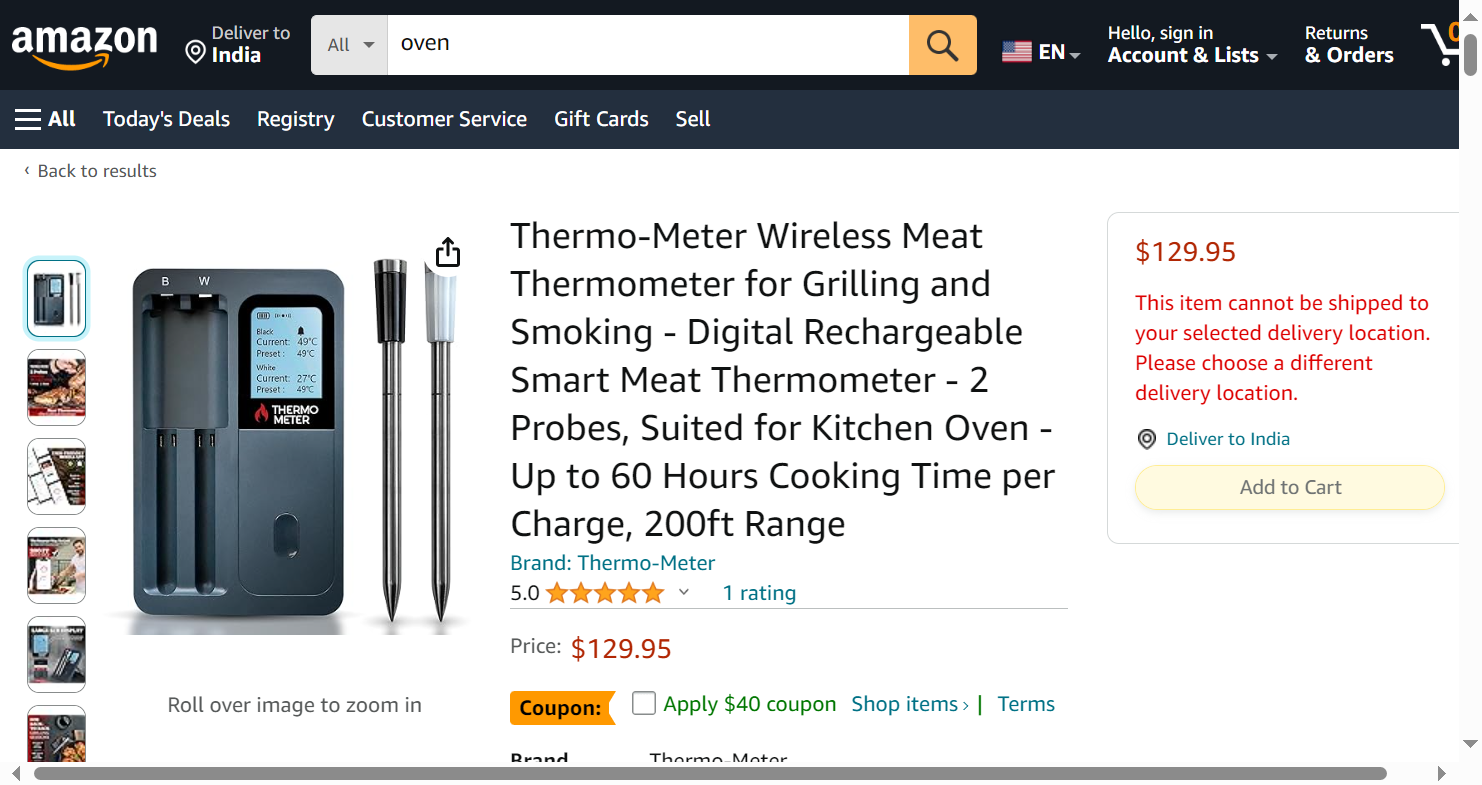 amazon
Deliver to
India
All
oven
EN
Hello, sign in
Account & Lists
Returns
& Orders
0
All
Today's Deals
Registry
Customer Service
Gift Cards
Sell
‹ Back to results
B W
Black
Current: 49°C
Preset: 49°C
White
Current: 27°C
Preset: 49°C
THERMO
METER
Roll over image to zoom in
Thermo-Meter Wireless Meat
Thermometer for Grilling and
Smoking - Digital Rechargeable
Smart Meat Thermometer - 2
Probes, Suited for Kitchen Oven -
Up to 60 Hours Cooking Time per
Charge, 200ft Range
Brand: Thermo-Meter
5.0
1 rating
Price: $129.95
Coupon:
Apply $40 coupon
Shop items ›
|
Terms
Brand Thermo-Meter
$129.95
This item cannot be shipped to
your selected delivery location.
Please choose a different
delivery location.
Deliver to India
Add to Cart